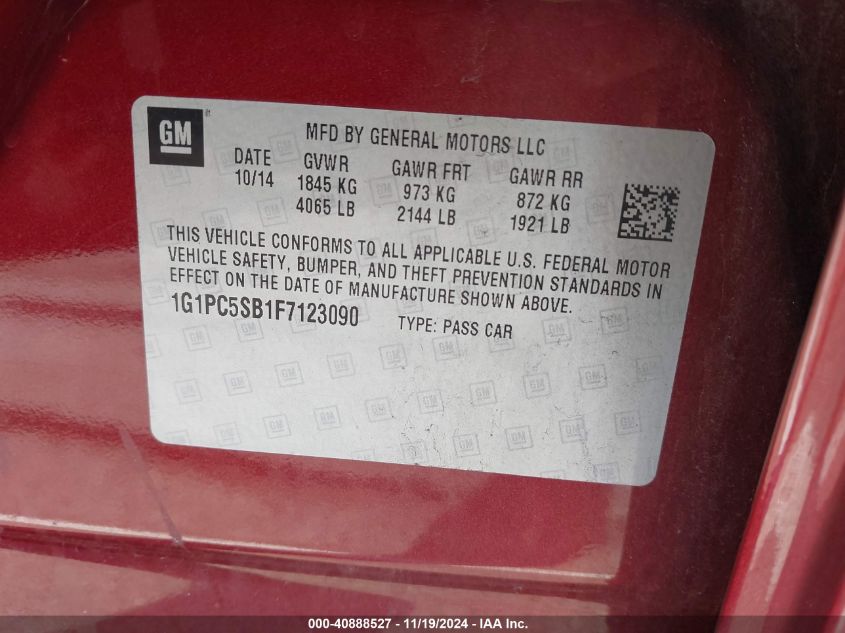 GM
MFD BY GENERAL MOTORS LLC
DATE GVWR GAWR FRT GAWR RR
10/14 1845 KG 973 KG 872 KG
4065 LB 2144 LB 1921 LB
THIS VEHICLE CONFORMS TO ALL APPLICABLE U.S. FEDERAL MOTOR
VEHICLE SAFETY, BUMPER, AND THEFT PREVENTION STANDARDS IN
EFFECT ON THE DATE OF MANUFACTURE SHOWN ABOVE.
1G1PC5SB1F7123090 TYPE: PASS CAR
000-40888527 - 11/19/2024 - IAA Inc.